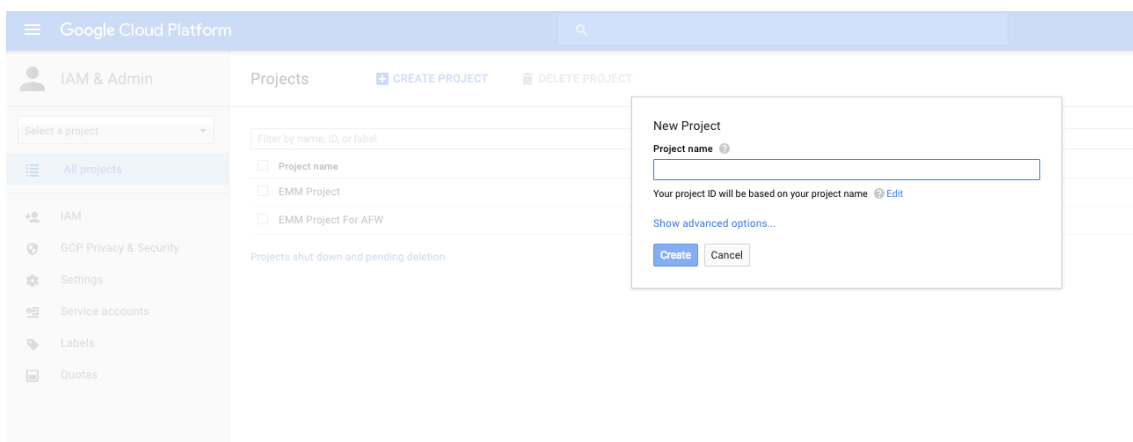 Google Cloud Platform
IAM & Admin
Projects
CREATE PROJECT
DELETE PROJECT
Select a project
All projects
IAM
GCP Privacy & Security
Settings
Service accounts
Labels
Quotas
Filter by name, ID, or label
Project name
EMM Project
EMM Project For AFW
Projects shut down and pending deletion
New Project
Project name
Your project ID will be based on your project name Edit
Show advanced options...
Create Cancel